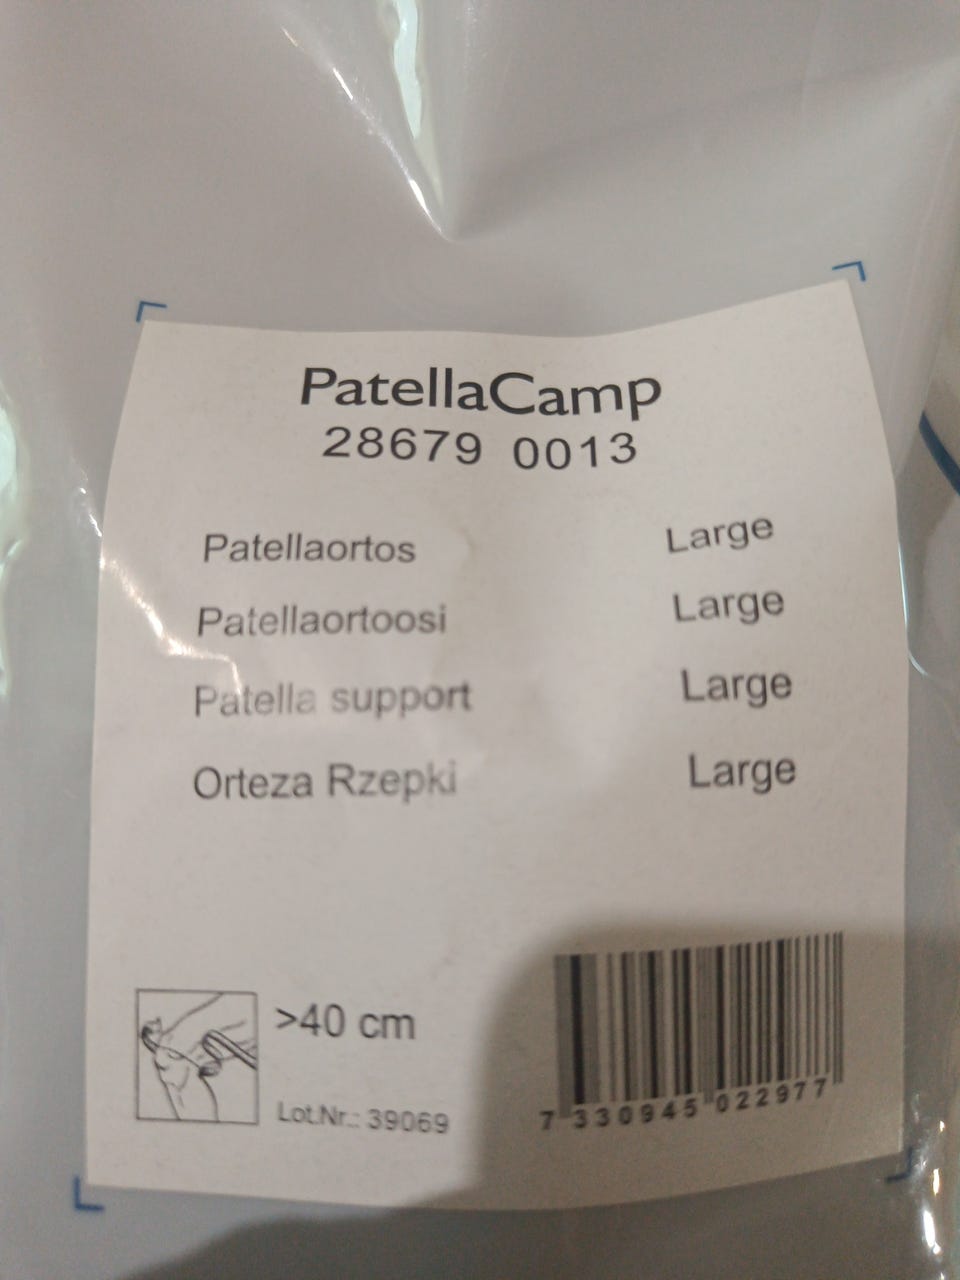 PatellaCamp
28679 0013
Patellaortos Large
Patellaortoosi Large
Patella support Large
Orteza Rzepki Large
>40 cm
Lot.Nr.: 39069
7 330945 022977